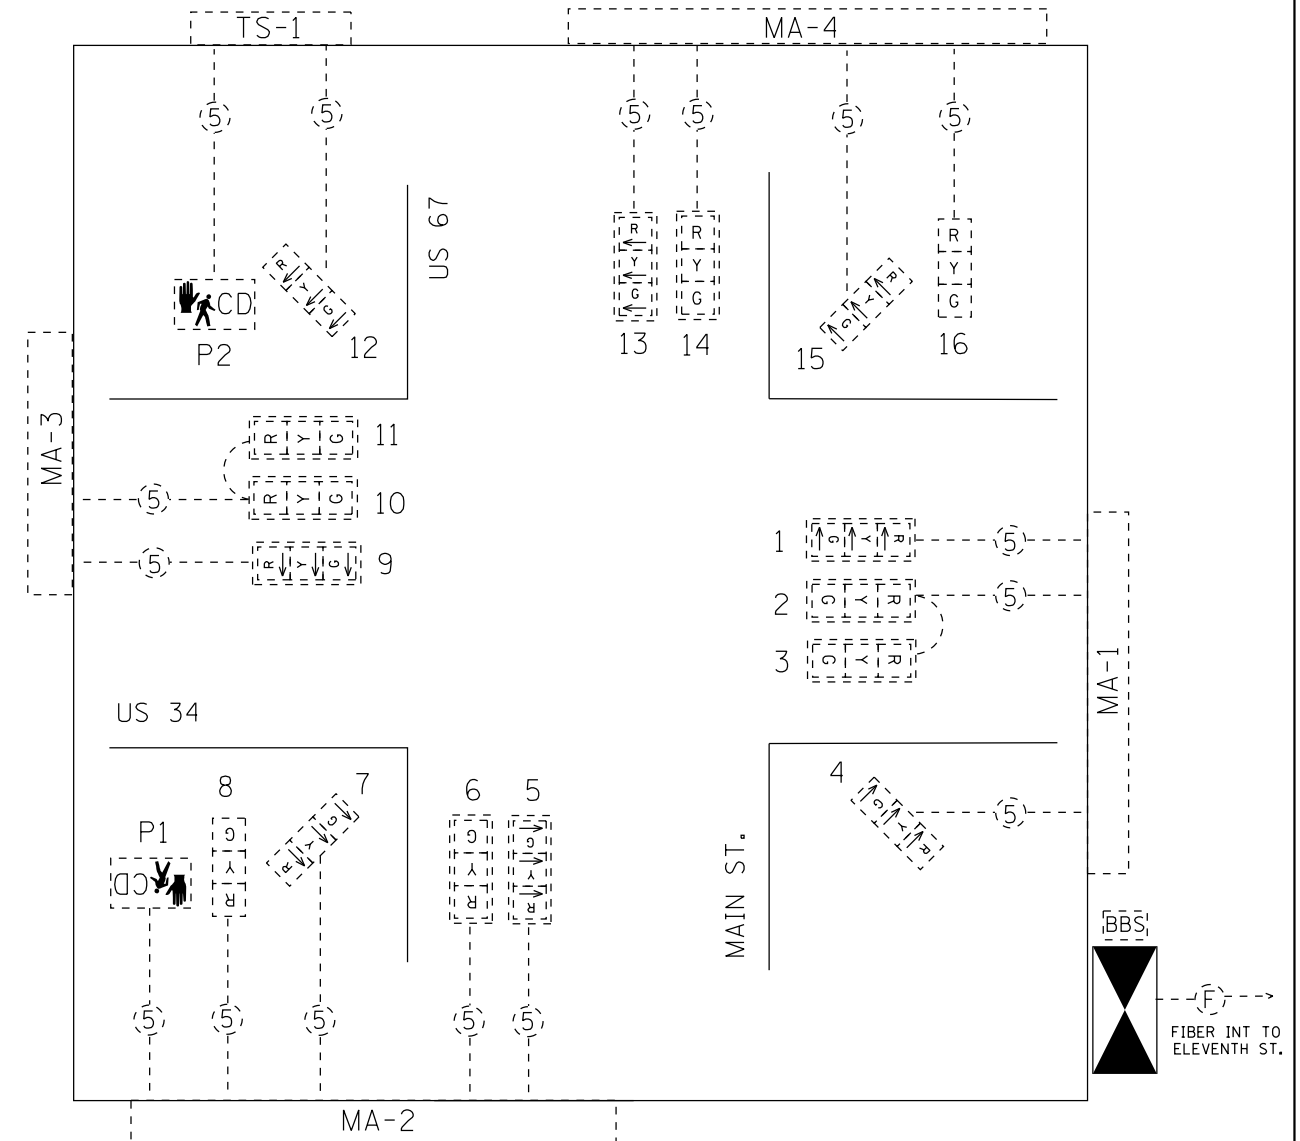 TS-1
MA-4
5
5
5
5
5
5
US 67
R
Y
G
R
Y
G
R
Y
G
R
Y
G
R
Y
G
CD
P2
12
13
14
15
16
MA-3
R Y G
11
5
R Y G
10
5
R Y G
9
1
G Y R
5
2
G Y R
5
3
G Y R
MA-1
US 34
4
G
Y
R
5
8
7
6
5
P1
CD
G
Y
R
G
Y
R
G
Y
R
G
Y
R
MAIN ST.
BBS
F
FIBER INT TO
ELEVENTH ST.
5
5
5
5
5
MA-2